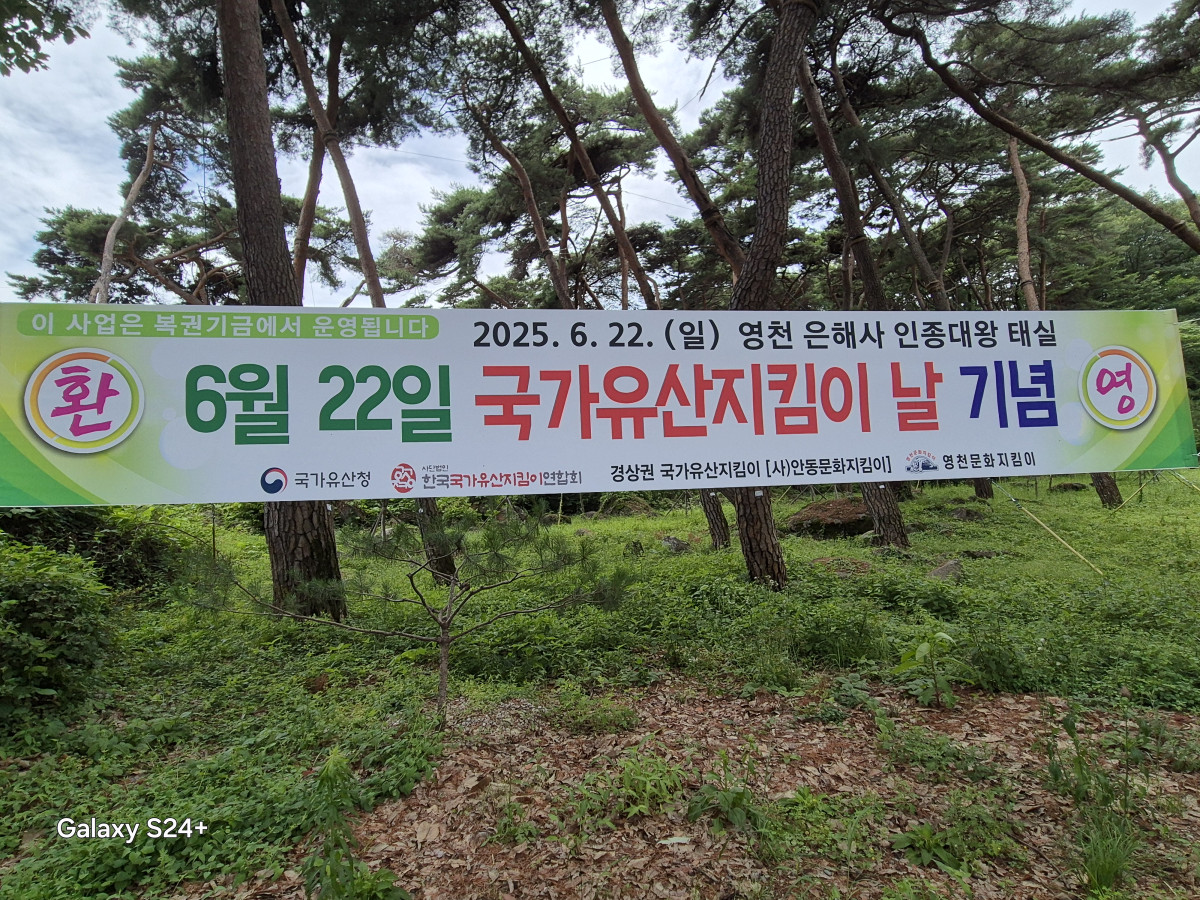 이 사업은 복권기금에서 운영됩니다
2025. 6. 22. (일) 영천 은해사 인종대왕 태실
환
6월 22일 국가유산지킴이 날 기념
영
국가유산청
사단법인
한국국가유산지킴이연합회
경상권 국가유산지킴이 [사)안동문화지킴이]
영천문화지킴이
Galaxy S24+